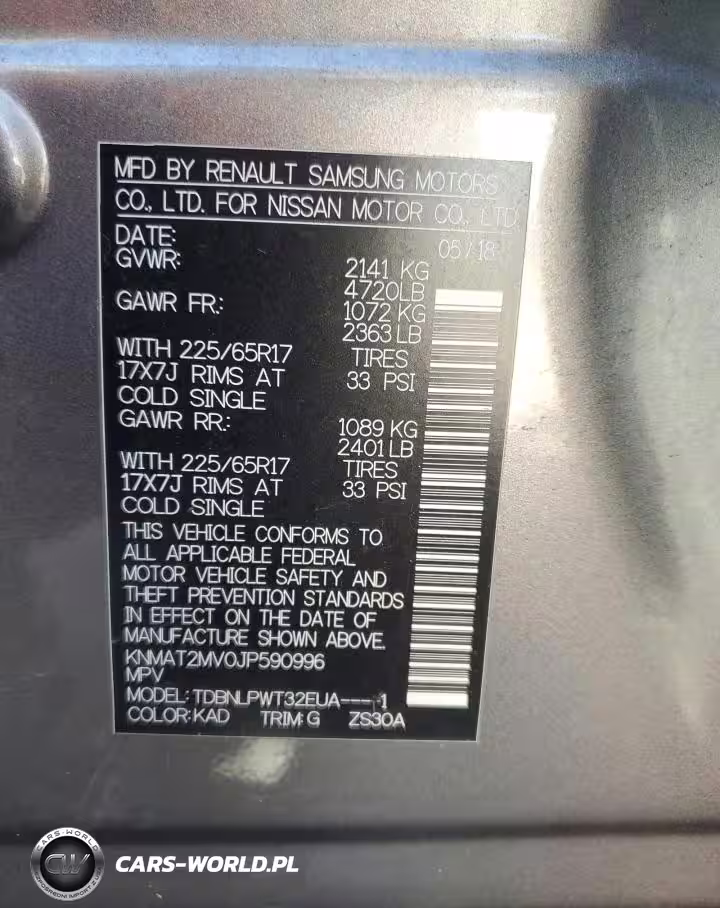 MFD BY RENAULT SAMSUNG MOTORS
CO., LTD. FOR NISSAN MOTOR CO., LTD
DATE: 05/18
GVWR: 2141 KG
4720LB
GAWR FR: 1072 KG
2363 LB
WITH 225/65R17 TIRES
17X7J RIMS AT 33 PSI
COLD SINGLE
GAWR RR: 1089 KG
2401 LB
WITH 225/65R17 TIRES
17X7J RIMS AT 33 PSI
COLD SINGLE
THIS VEHICLE CONFORMS TO
ALL APPLICABLE FEDERAL
MOTOR VEHICLE SAFETY AND
THEFT PREVENTION STANDARDS
IN EFFECT ON THE DATE OF
MANUFACTURE SHOWN ABOVE.
KNMAT2MV0JP590996
MPV
MODEL: TDBNLPWT32EUA----1
COLOR: KAD TRIM: G ZS30A
CARS-WORLD
CW
CARS-WORLD.PL